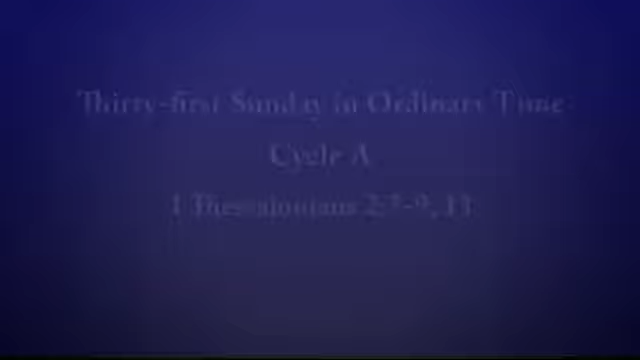 Thirty-first Sunday in Ordinary Time
Cycle A
1 Thessalonians 2:7-9, 13